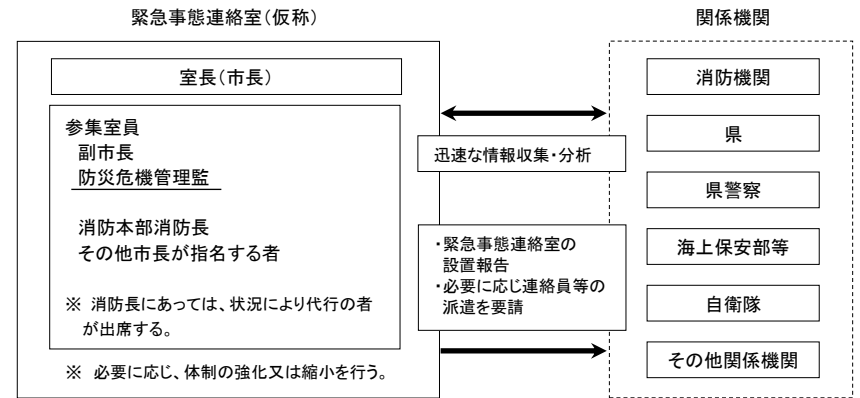 緊急事態連絡室（仮称）
室長（市長）
参集室員
副市長
防災危機管理監
消防本部消防長
その他市長が指名する者
※ 消防長にあっては、状況により代行の者
が出席する。
※ 必要に応じ、体制の強化又は縮小を行う。
迅速な情報収集・分析
・緊急事態連絡室の
設置報告
・必要に応じ連絡員等の
派遣を要請
関係機関
消防機関
県
県警察
海上保安部等
自衛隊
その他関係機関